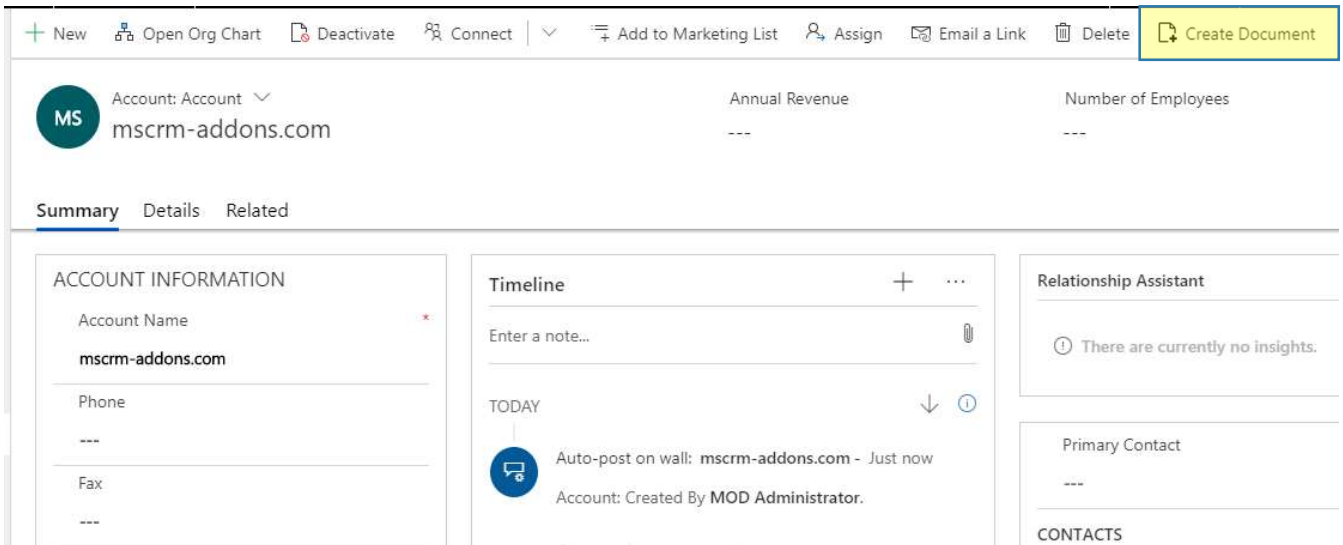 New Open Org Chart Deactivate Connect Add to Marketing List Assign Email a Link Delete Create Document
MS
Account: Account
mscrm-addons.com
Annual Revenue
---
Number of Employees
---
Summary Details Related
ACCOUNT INFORMATION
Account Name *
mscrm-addons.com
Phone
---
Fax
---
Timeline
Enter a note...
TODAY
Auto-post on wall: mscrm-addons.com - Just now
Account: Created By MOD Administrator.
Relationship Assistant
There are currently no insights.
Primary Contact
---
CONTACTS